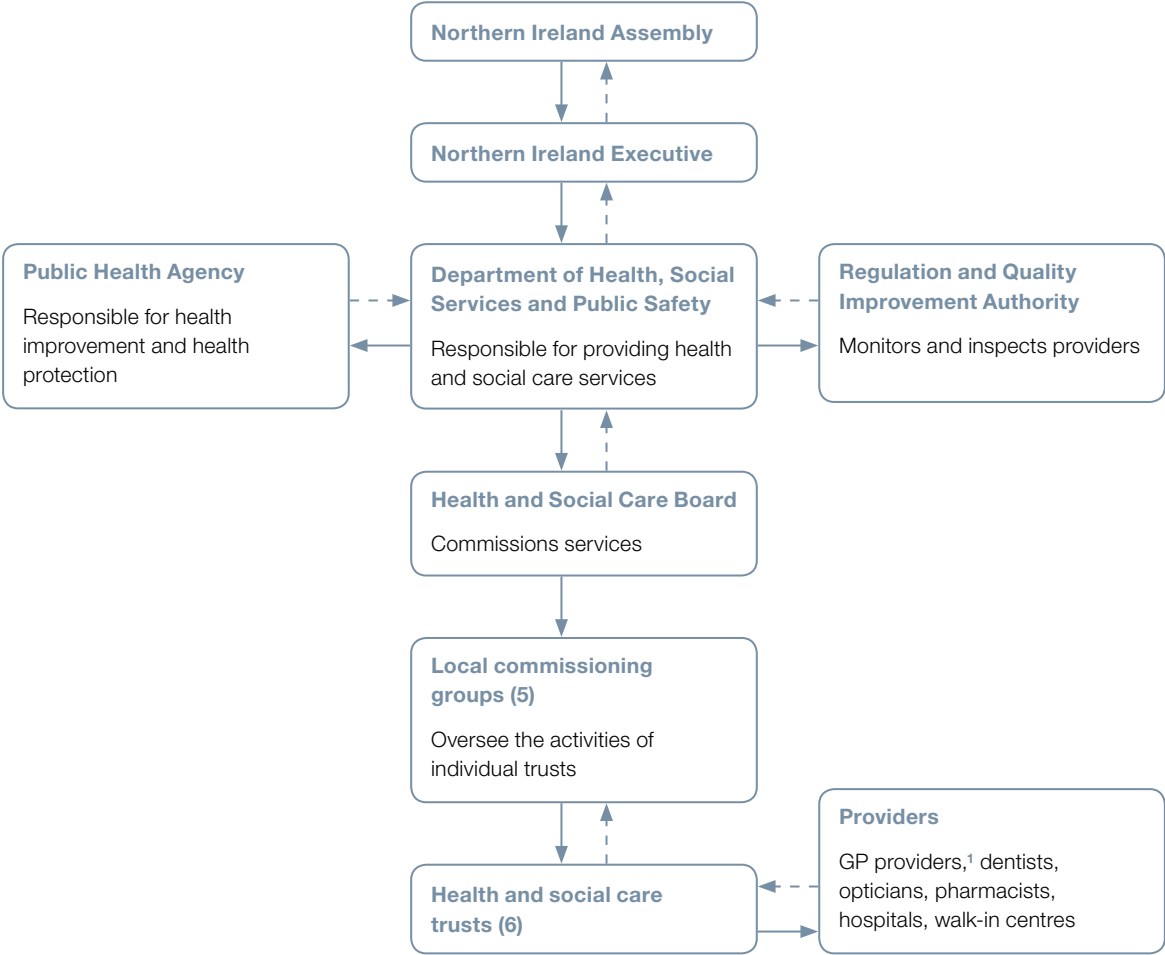 Northern Ireland Assembly
Northern Ireland Executive
Public Health Agency
Responsible for health
improvement and health
protection
Department of Health, Social
Services and Public Safety
Responsible for providing health
and social care services
Regulation and Quality
Improvement Authority
Monitors and inspects providers
Health and Social Care Board
Commissions services
Local commissioning
groups (5)
Oversee the activities of
individual trusts
Health and social care
trusts (6)
Providers
GP providers,¹ dentists,
opticians, pharmacists,
hospitals, walk-in centres